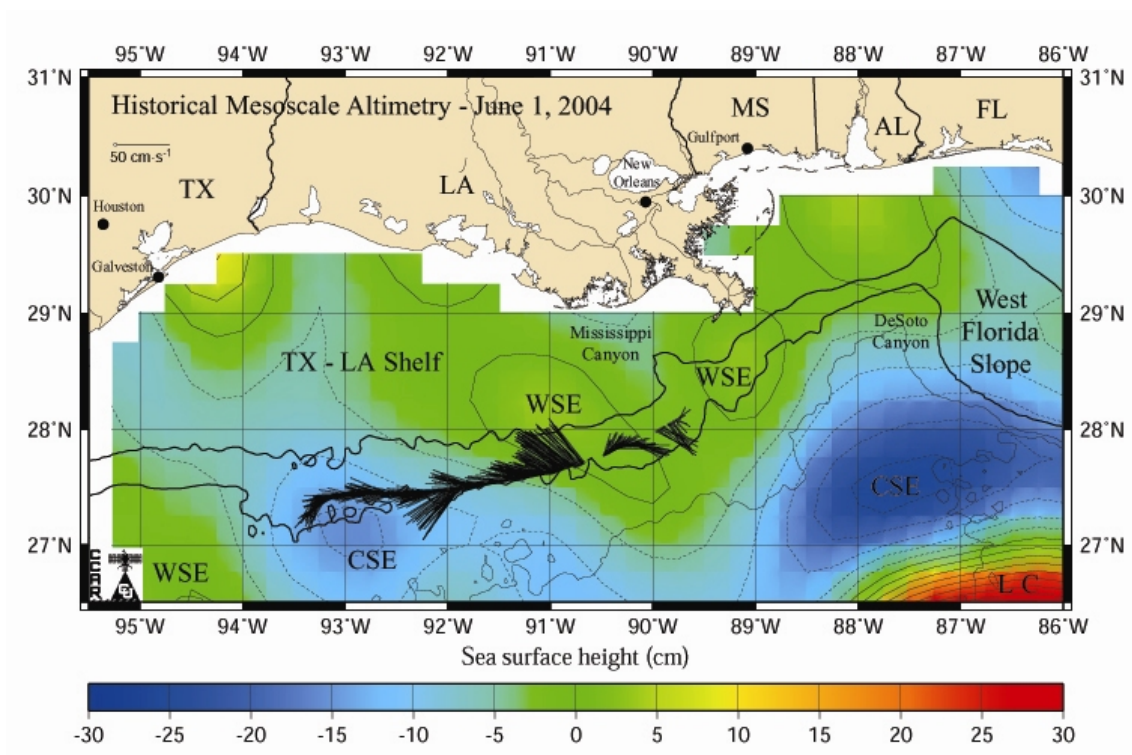 95°W 94°W 93°W 92°W 91°W 90°W 89°W 88°W 87°W 86°W
31°N 31°N
Historical Mesoscale Altimetry - June 1, 2004
MS
FL
AL
Gulfport
50 cm·s-1
New
Orleans
TX
LA
30°N 30°N
Houston
Galveston
29°N 29°N
West
Florida
Slope
Mississippi
Canyon
DeSoto
Canyon
TX - LA Shelf
WSE
WSE
28°N 28°N
CSE
27°N 27°N
CCAR
WSE
CSE
L C
CU
95°W 94°W 93°W 92°W 91°W 90°W 89°W 88°W 87°W 86°W
Sea surface height (cm)
-30 -25 -20 -15 -10 -5 0 5 10 15 20 25 30